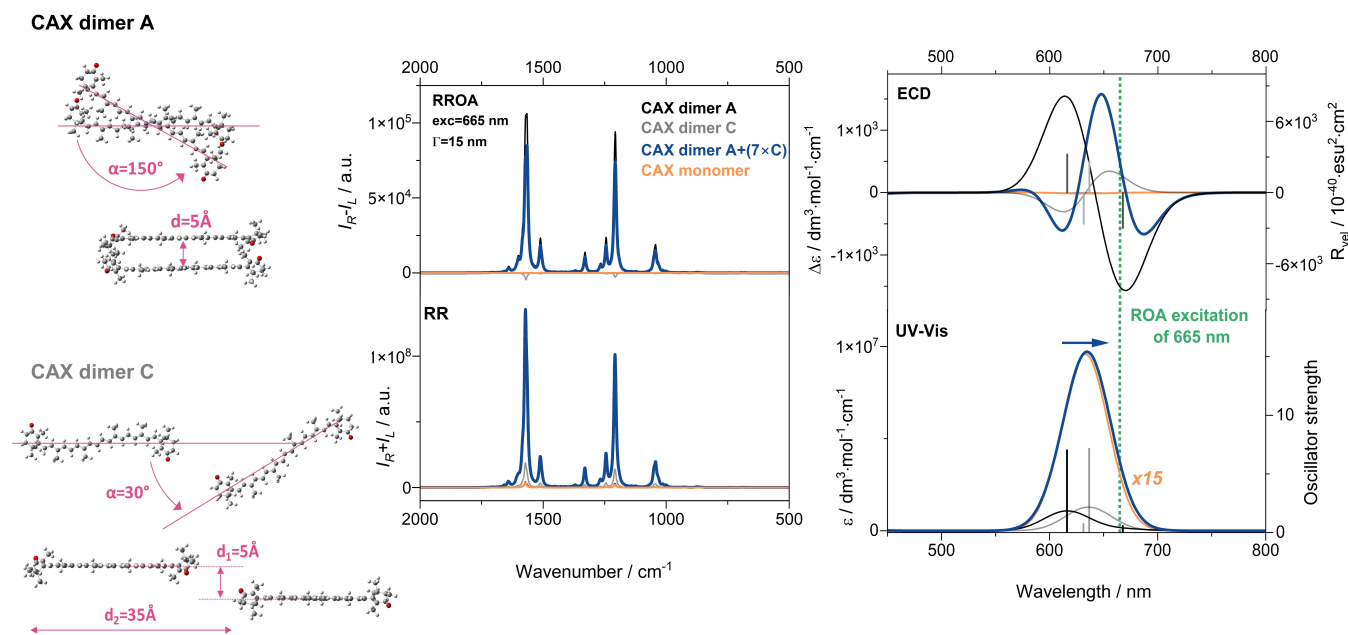 CAX dimer A
α=150°
d=5Å
CAX dimer C
α=30°
d₁=5Å
d₂=35Å
2000 1500 1000 500
RROA
exc=665 nm
Γ=15 nm
CAX dimer A
CAX dimer C
CAX dimer A+(7×C)
CAX monomer
1×10⁵
5×10⁴
0
I_R-I_L / a.u.
RR
1×10⁸
0
I_R+I_L / a.u.
2000 1500 1000 500
Wavenumber / cm⁻¹
500 600 700 800
ECD
1×10³
0
-1×10³
Δε / dm³·mol⁻¹·cm⁻¹
6×10³
0
-6×10³
R_vel / 10⁻⁴⁰·esu²·cm²
ROA excitation
of 665 nm
UV-Vis
1×10⁷
0
ε / dm³·mol⁻¹·cm⁻¹
x15
10
0
Oscillator strength
500 600 700 800
Wavelength / nm